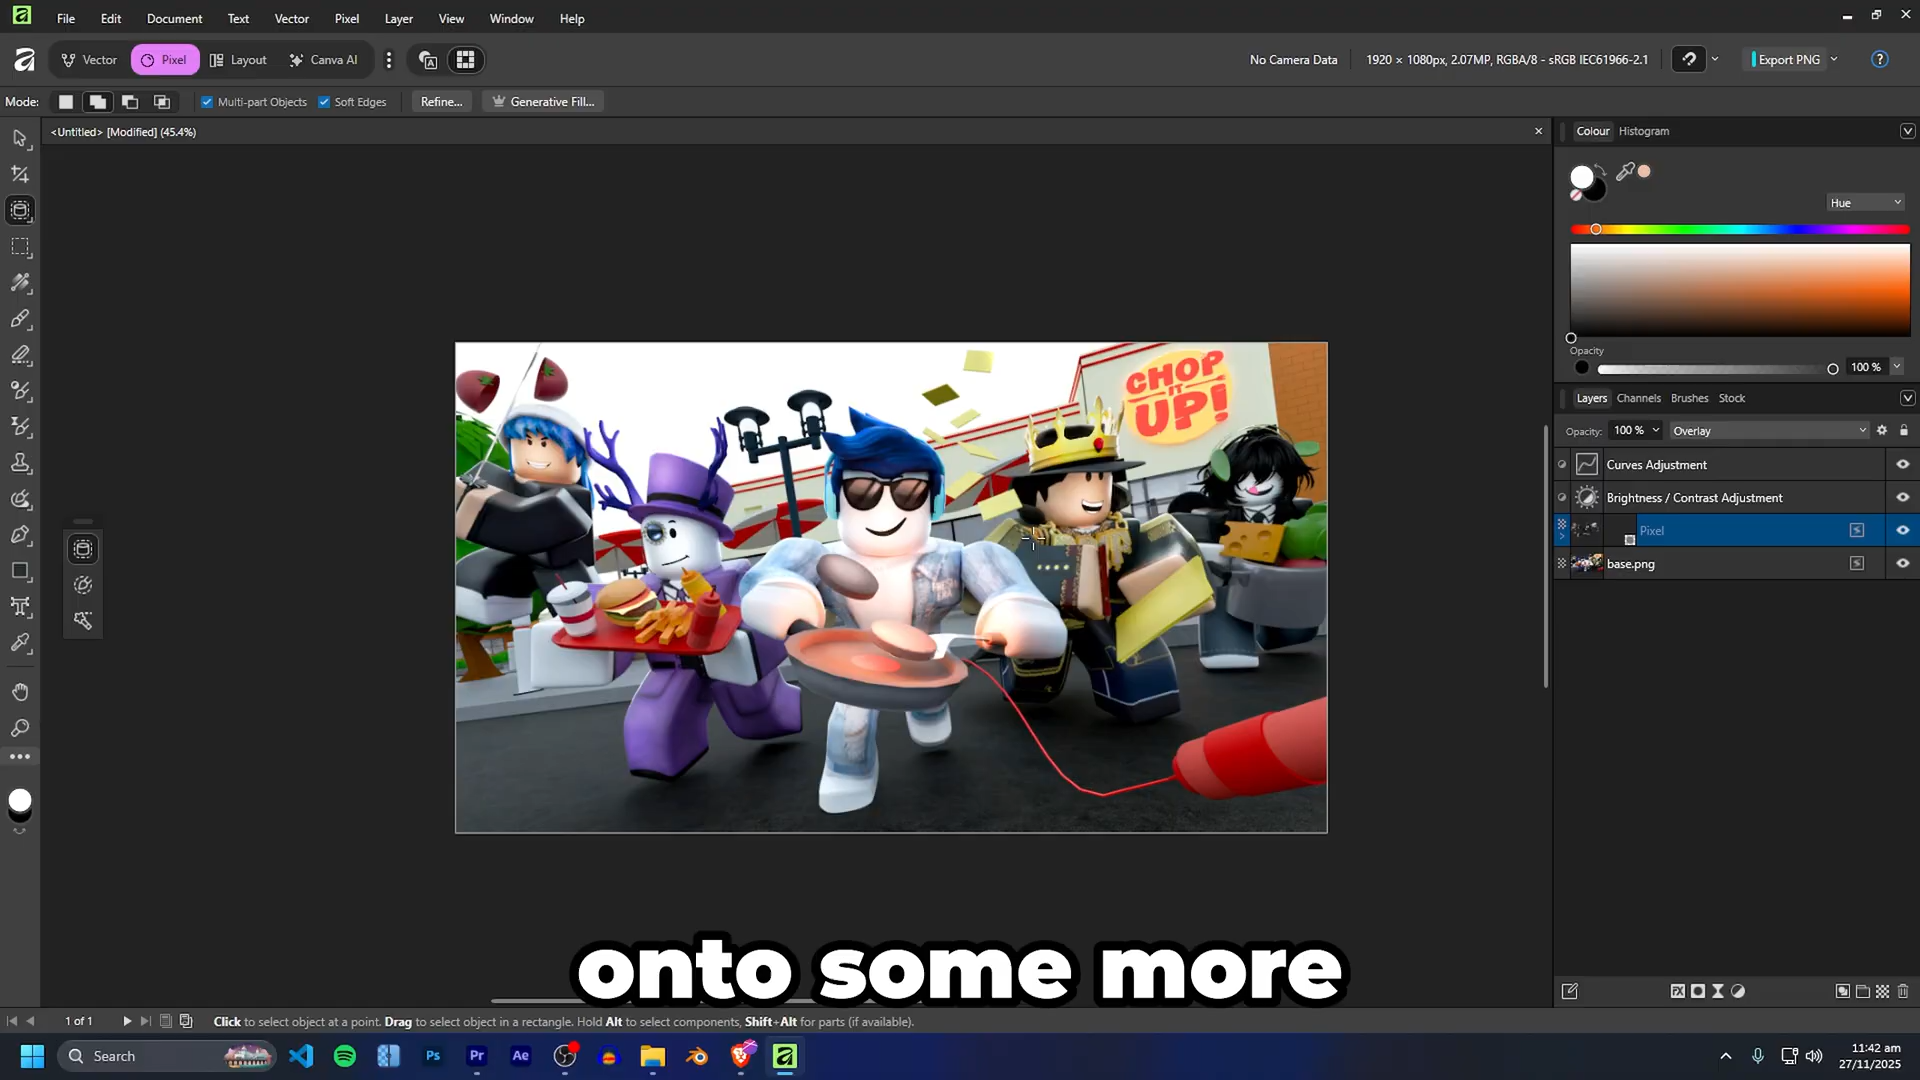 File Edit Document Text Vector Pixel Layer View Window Help
Vector Pixel Layout Canva AI
No Camera Data 1920 × 1080px, 2.07MP, RGBA/8 - sRGB IEC61966-2.1 Export PNG
Mode: Multi-part Objects Soft Edges Refine... Generative Fill...
<Untitled> [Modified] (45.4%)
Colour Histogram
Hue
Opacity
100 %
Layers Channels Brushes Stock
Opacity: 100 % Overlay
Curves Adjustment
Brightness / Contrast Adjustment
Pixel
base.png
CHOP
IT
UP!
onto some more
1 of 1 Click to select object at a point. Drag to select object in a rectangle. Hold Alt to select components, Shift+Alt for parts (if available).
Search
Ps Pr Ae
11:42 am
27/11/2025